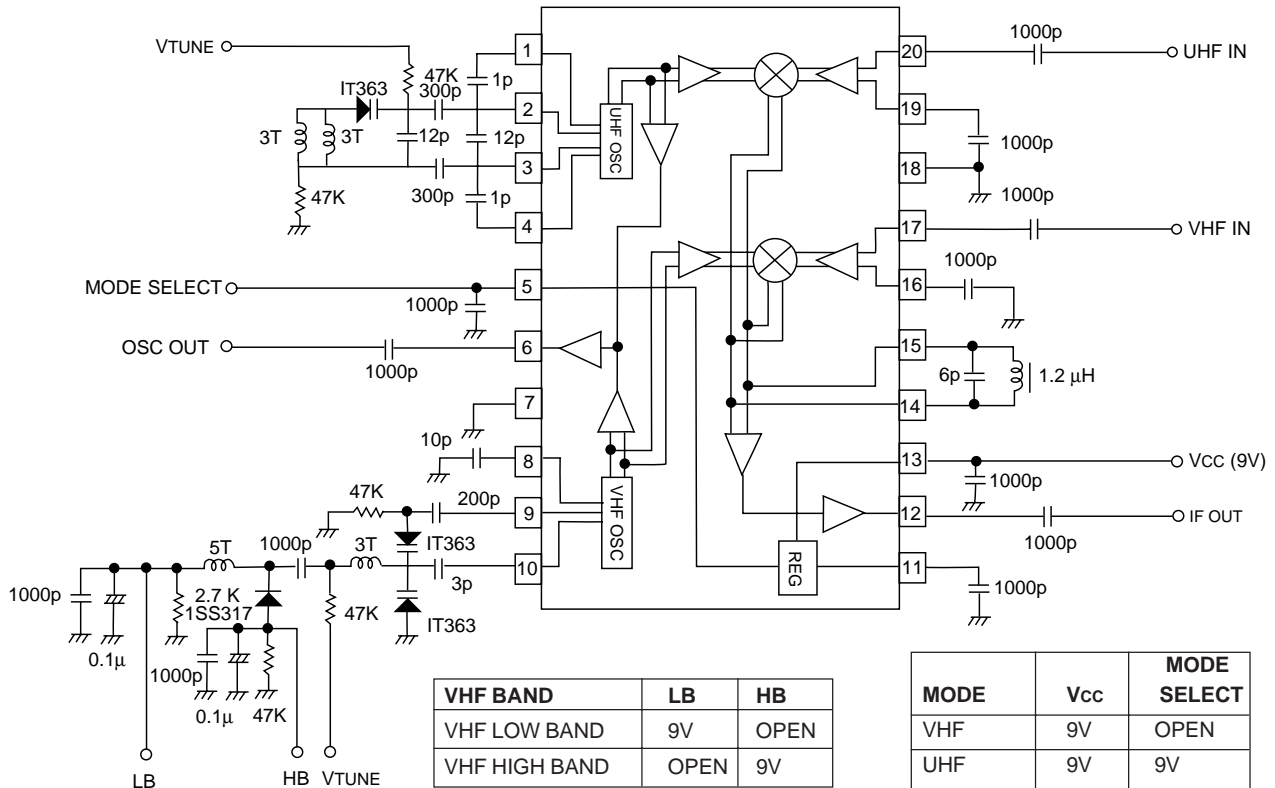 1000p
VTUNE
1
20
UHF IN
47K
1p
IT363
300p
2
UHF OSC
19
3T
3T
12p
12p
1000p
3
18
47K
300p
1p
1000p
4
17
VHF IN
1000p
MODE SELECT
5
16
1000p
OSC OUT
6
15
1000p
6p
1.2 µH
7
14
10p
8
13
VCC (9V)
1000p
47K
200p
9
VHF OSC
12
IF OUT
IT363
1000p
5T
1000p
3T
10
REG
11
3p
1000p
1000p
2.7 K
1SS317
47K
IT363
0.1µ
1000p
0.1µ
47K
LB
HB
VTUNE
VHF BAND LB HB
VHF LOW BAND 9V OPEN
VHF HIGH BAND OPEN 9V
MODE VCC MODE SELECT
VHF 9V OPEN
UHF 9V 9V